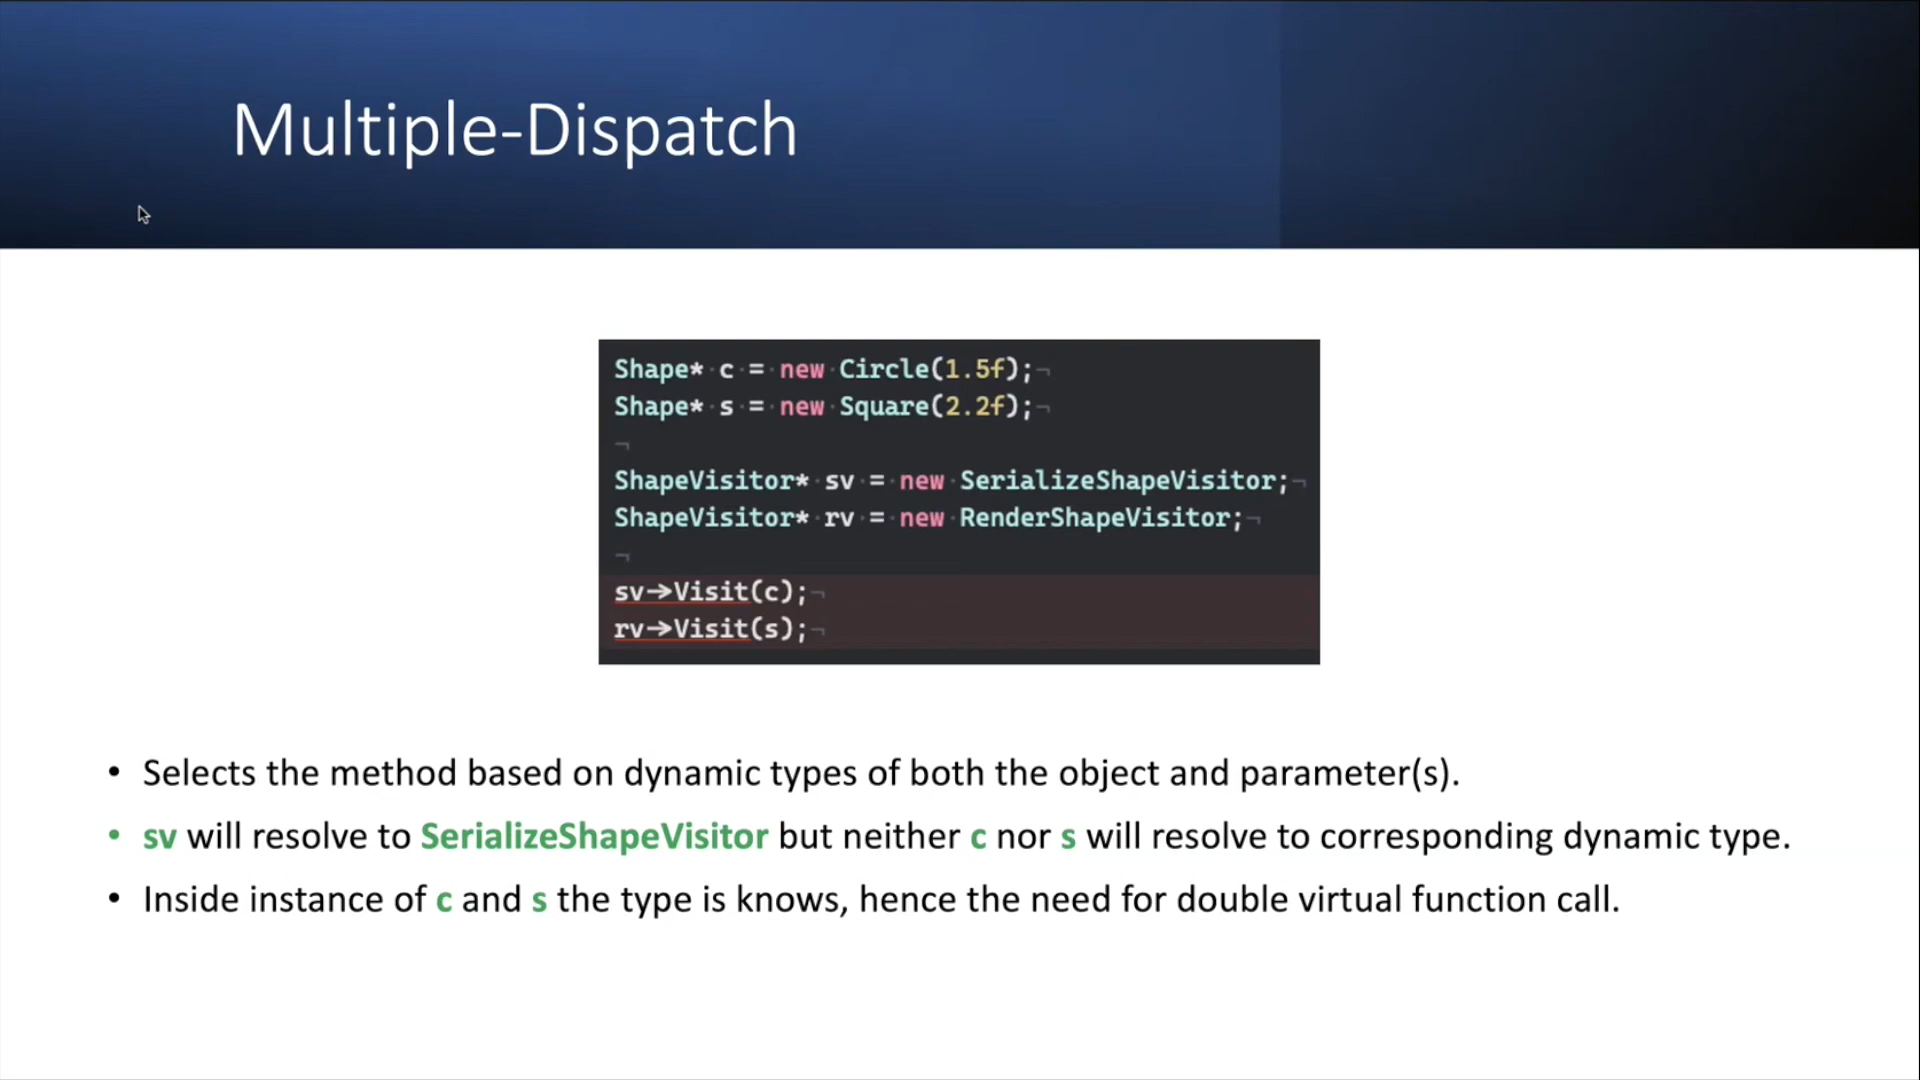 Multiple-Dispatch
Shape* c = new Circle(1.5f);¬
Shape* s = new Square(2.2f);¬
¬
ShapeVisitor* sv = new SerializeShapeVisitor;¬
ShapeVisitor* rv = new RenderShapeVisitor;¬
¬
sv->Visit(c);¬
rv->Visit(s);¬
• Selects the method based on dynamic types of both the object and parameter(s).
• sv will resolve to SerializeShapeVisitor but neither c nor s will resolve to corresponding dynamic type.
• Inside instance of c and s the type is knows, hence the need for double virtual function call.